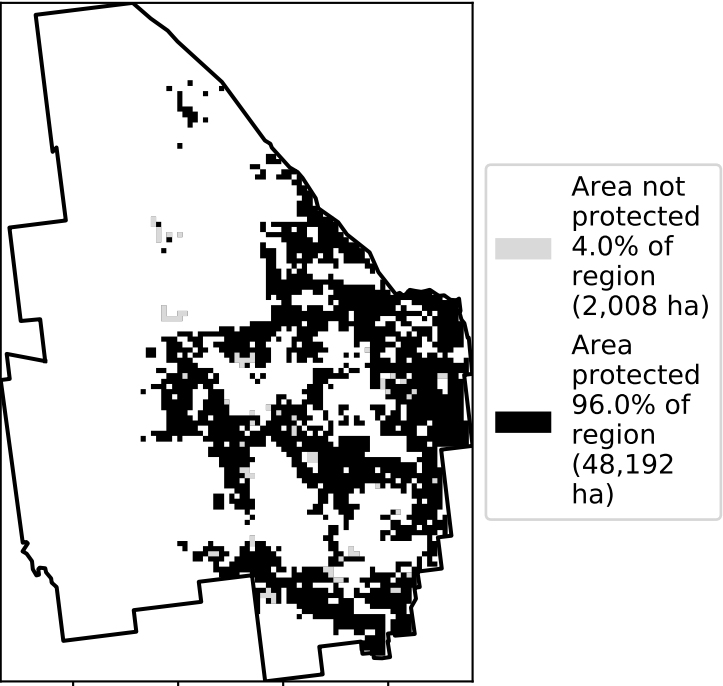 Area not
protected
4.0% of
region
(2,008 ha)
Area
protected
96.0% of
region
(48,192
ha)